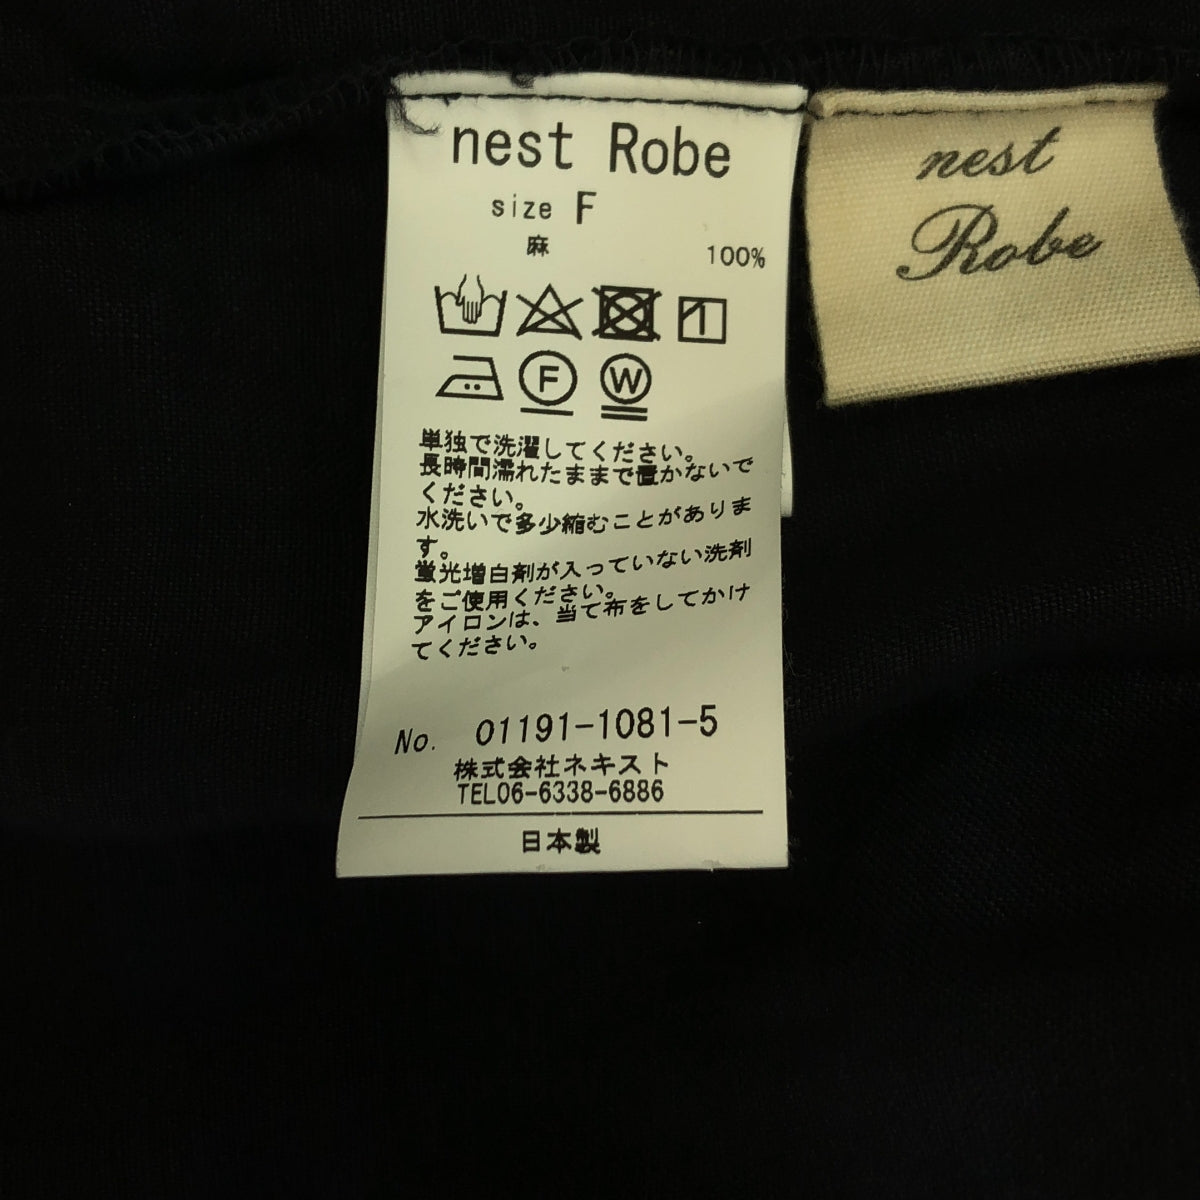 nest Robe
size F
麻 100%
F W
単独で洗濯してください。
長時間濡れたままで置かないで
ください。
水洗いで多少縮むことがありま
す。
蛍光増白剤が入っていない洗剤
をご使用ください。
アイロンは、当て布をしてかけ
てください。
No. 01191-1081-5
株式会社ネキスト
TEL06-6338-6886
日本製
nest
Robe